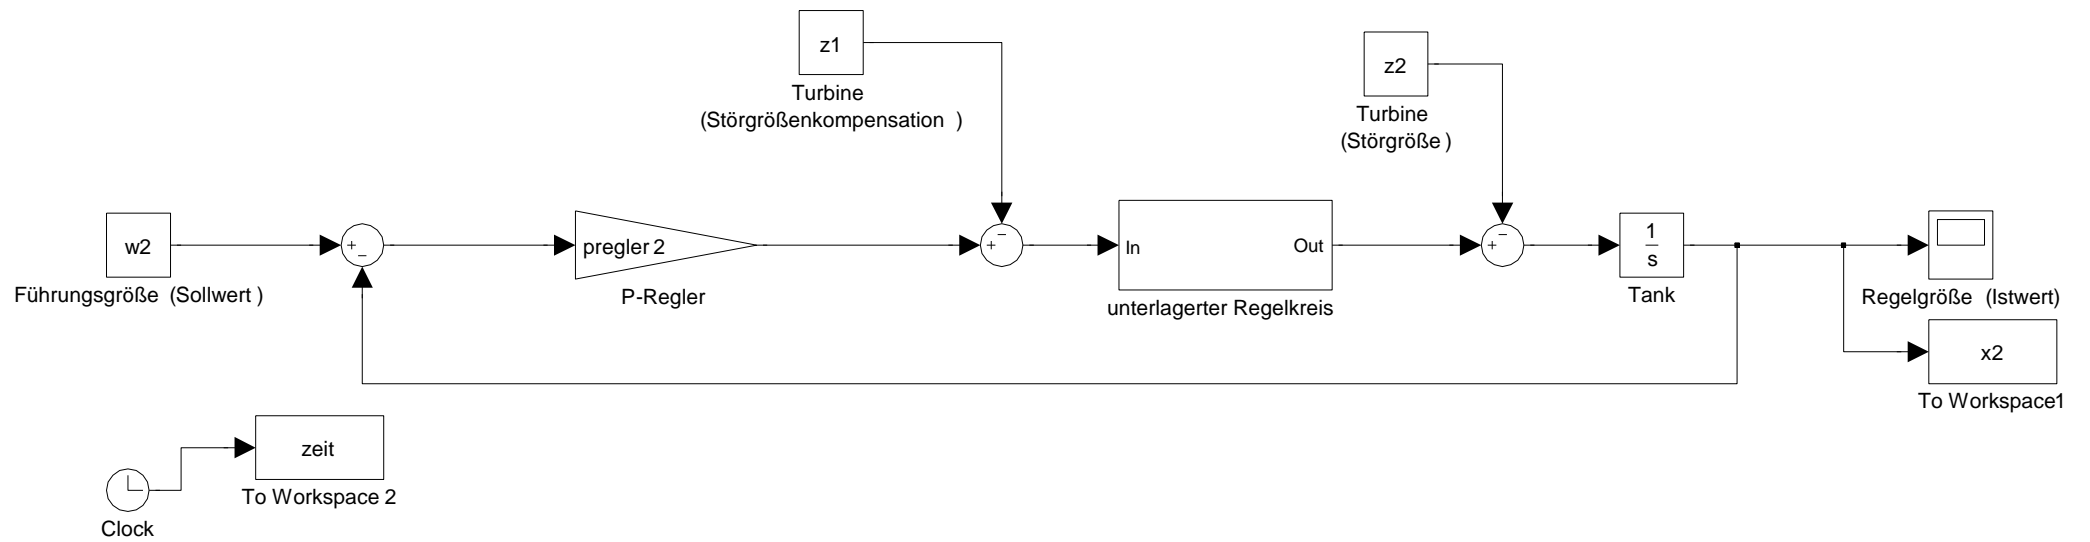 z1
Turbine
(Störgrößenkompensation )
z2
Turbine
(Störgröße )
w2
Führungsgröße (Sollwert )
+
−
pregler 2
P-Regler
+
−
In
Out
unterlagerter Regelkreis
+
−
1
s
Tank
Regelgröße (Istwert)
x2
To Workspace1
zeit
To Workspace 2
Clock